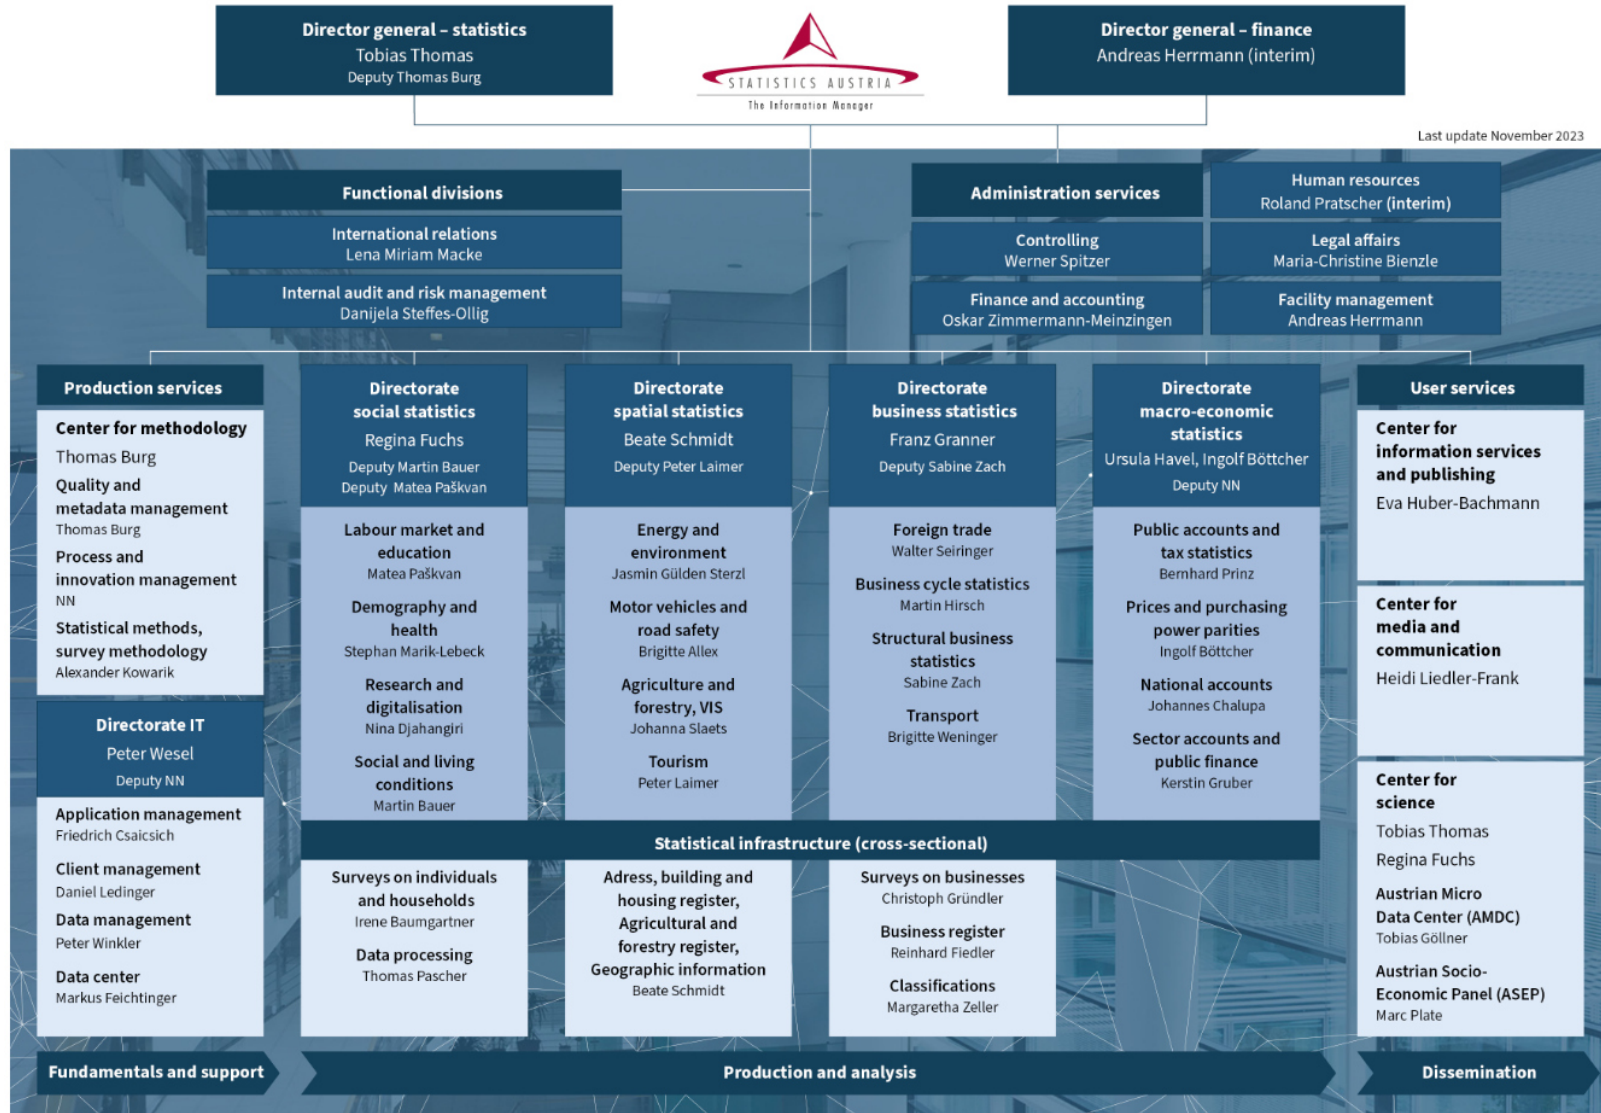 Director general – statistics
Tobias Thomas
Deputy Thomas Burg
STATISTICS AUSTRIA
The Information Manager
Director general – finance
Andreas Herrmann (interim)
Last update November 2023
Functional divisions
International relations
Lena Miriam Macke
Internal audit and risk management
Danijela Steffes-Ollig
Administration services
Human resources
Roland Pratscher (interim)
Controlling
Werner Spitzer
Legal affairs
Maria-Christine Bienzle
Finance and accounting
Oskar Zimmermann-Meinzingen
Facility management
Andreas Herrmann
Production services
Center for methodology
Thomas Burg
Quality and
metadata management
Thomas Burg
Process and
innovation management
NN
Statistical methods,
survey methodology
Alexander Kowarik
Directorate IT
Peter Wesel
Deputy NN
Application management
Friedrich Csaicsich
Client management
Daniel Ledinger
Data management
Peter Winkler
Data center
Markus Feichtinger
Directorate
social statistics
Regina Fuchs
Deputy Martin Bauer
Deputy Matea Paškvan
Labour market and
education
Matea Paškvan
Demography and
health
Stephan Marik-Lebeck
Research and
digitalisation
Nina Djahangiri
Social and living
conditions
Martin Bauer
Directorate
spatial statistics
Beate Schmidt
Deputy Peter Laimer
Energy and
environment
Jasmin Gülden Sterzl
Motor vehicles and
road safety
Brigitte Allex
Agriculture and
forestry, VIS
Johanna Slaets
Tourism
Peter Laimer
Directorate
business statistics
Franz Granner
Deputy Sabine Zach
Foreign trade
Walter Seiringer
Business cycle statistics
Martin Hirsch
Structural business
statistics
Sabine Zach
Transport
Brigitte Weninger
Directorate
macro-economic
statistics
Ursula Havel, Ingolf Böttcher
Deputy NN
Public accounts and
tax statistics
Bernhard Prinz
Prices and purchasing
power parities
Ingolf Böttcher
National accounts
Johannes Chalupa
Sector accounts and
public finance
Kerstin Gruber
Statistical infrastructure (cross-sectional)
Surveys on individuals
and households
Irene Baumgartner
Data processing
Thomas Pascher
Adress, building and
housing register,
Agricultural and
forestry register,
Geographic information
Beate Schmidt
Surveys on businesses
Christoph Gründler
Business register
Reinhard Fiedler
Classifications
Margaretha Zeller
User services
Center for
information services
and publishing
Eva Huber-Bachmann
Center for
media and
communication
Heidi Liedler-Frank
Center for
science
Tobias Thomas
Regina Fuchs
Austrian Micro
Data Center (AMDC)
Tobias Göllner
Austrian Socio-
Economic Panel (ASEP)
Marc Plate
Fundamentals and support
Production and analysis
Dissemination